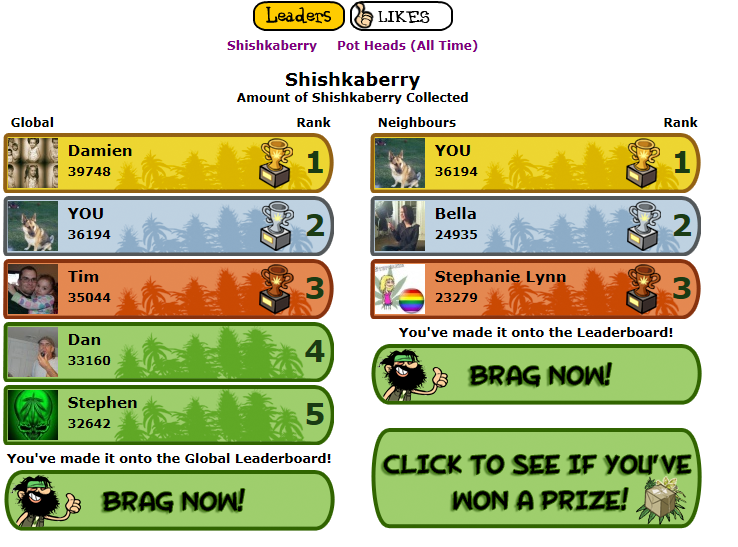 Leaders LIKES
Shishkaberry Pot Heads (All Time)
Shishkaberry
Amount of Shishkaberry Collected
Global Rank
Damien
39748
1
YOU
36194
2
Tim
35044
3
Dan
33160
4
Stephen
32642
5
You've made it onto the Global Leaderboard!
BRAG NOW!
Neighbours Rank
YOU
36194
1
Bella
24935
2
Stephanie Lynn
23279
3
You've made it onto the Leaderboard!
BRAG NOW!
CLICK TO SEE IF YOU'VE
WON A PRIZE!